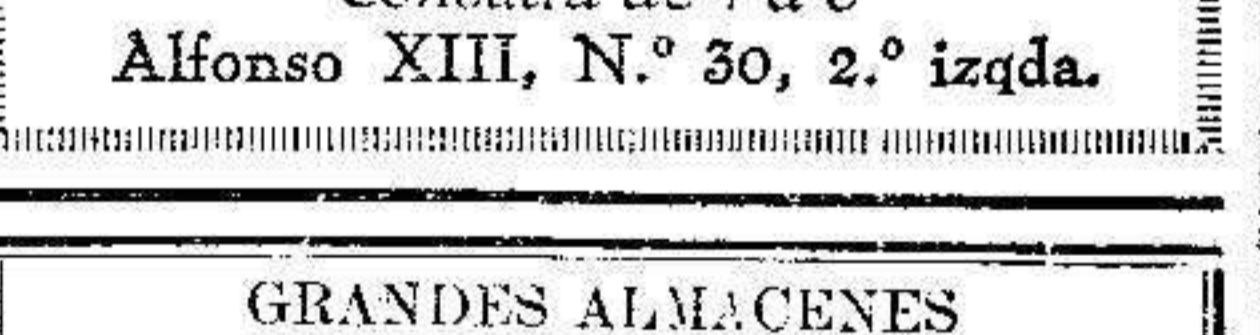 Alfonso XIII, N.º 30, 2.º izqda.
GRANDES ALMACENES